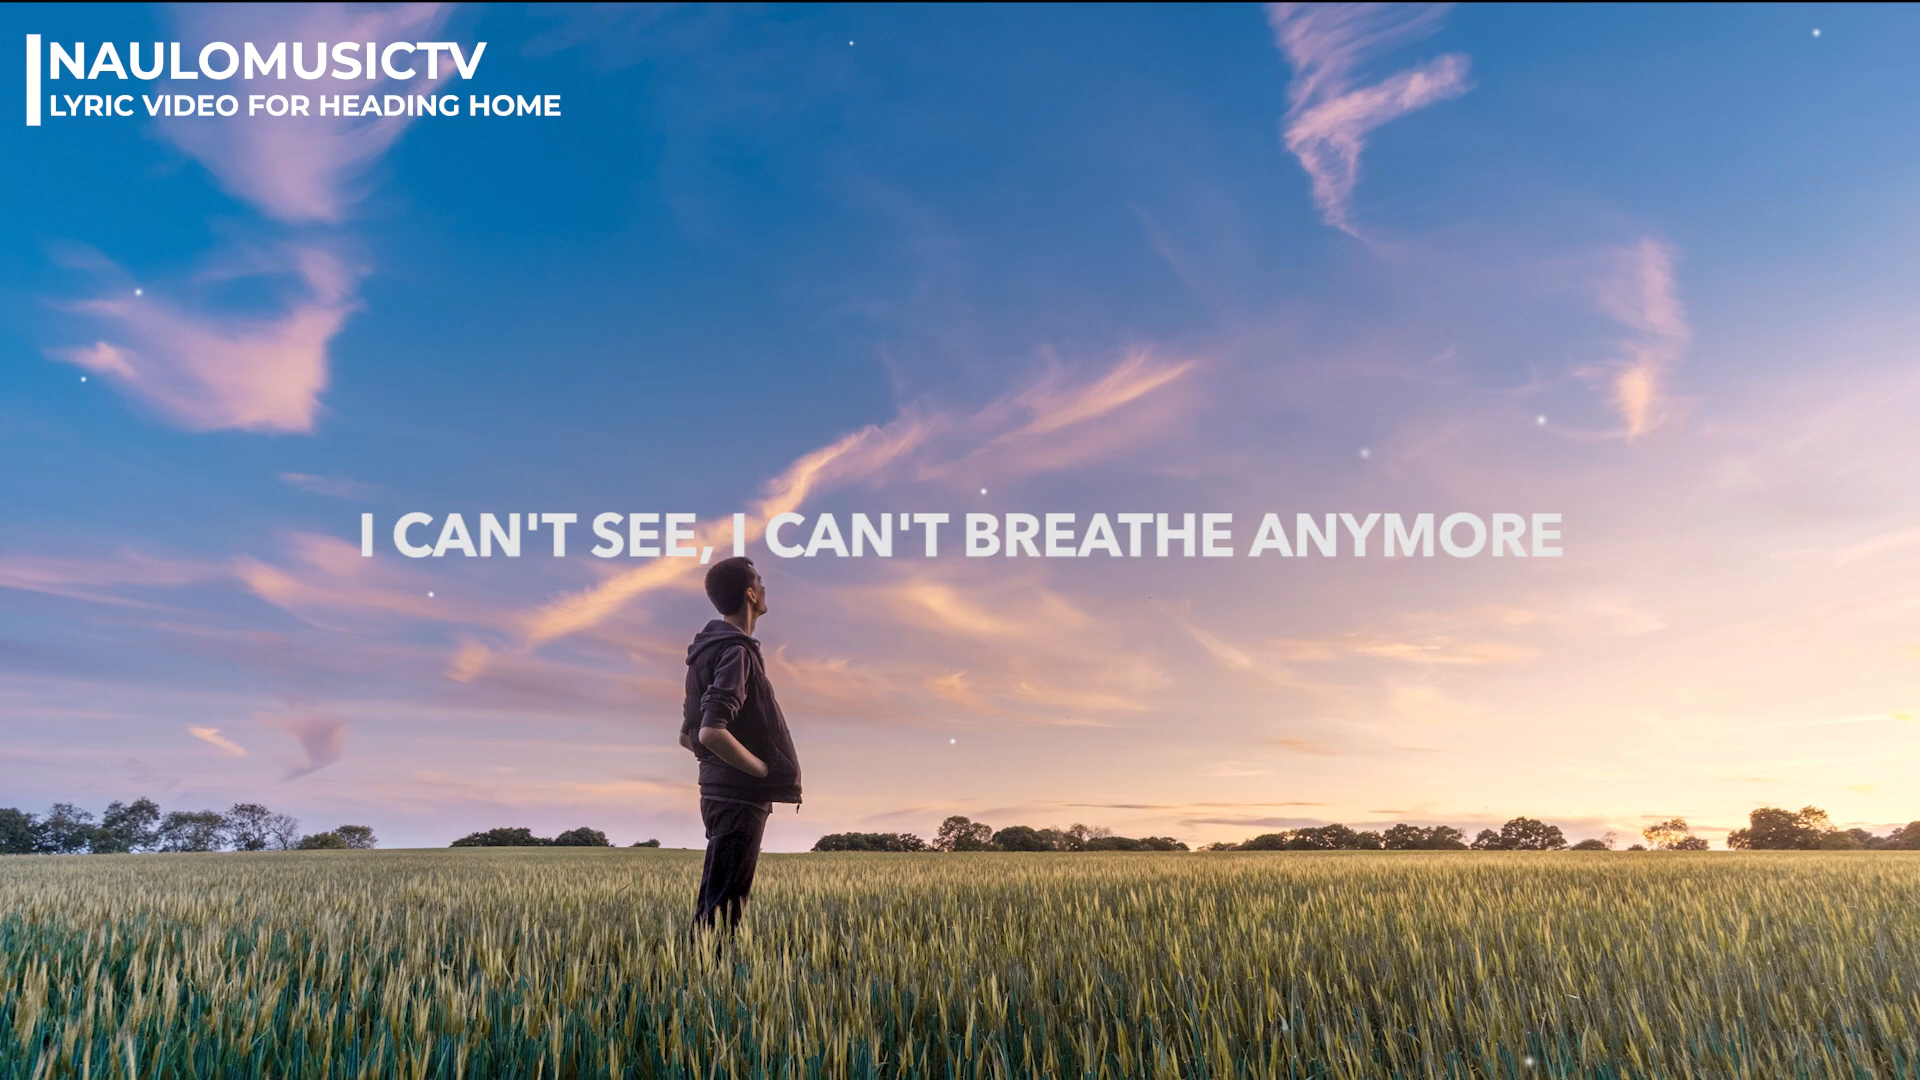 NAULOMUSICTV
LYRIC VIDEO FOR HEADING HOME
I CAN'T SEE, I CAN'T BREATHE ANYMORE